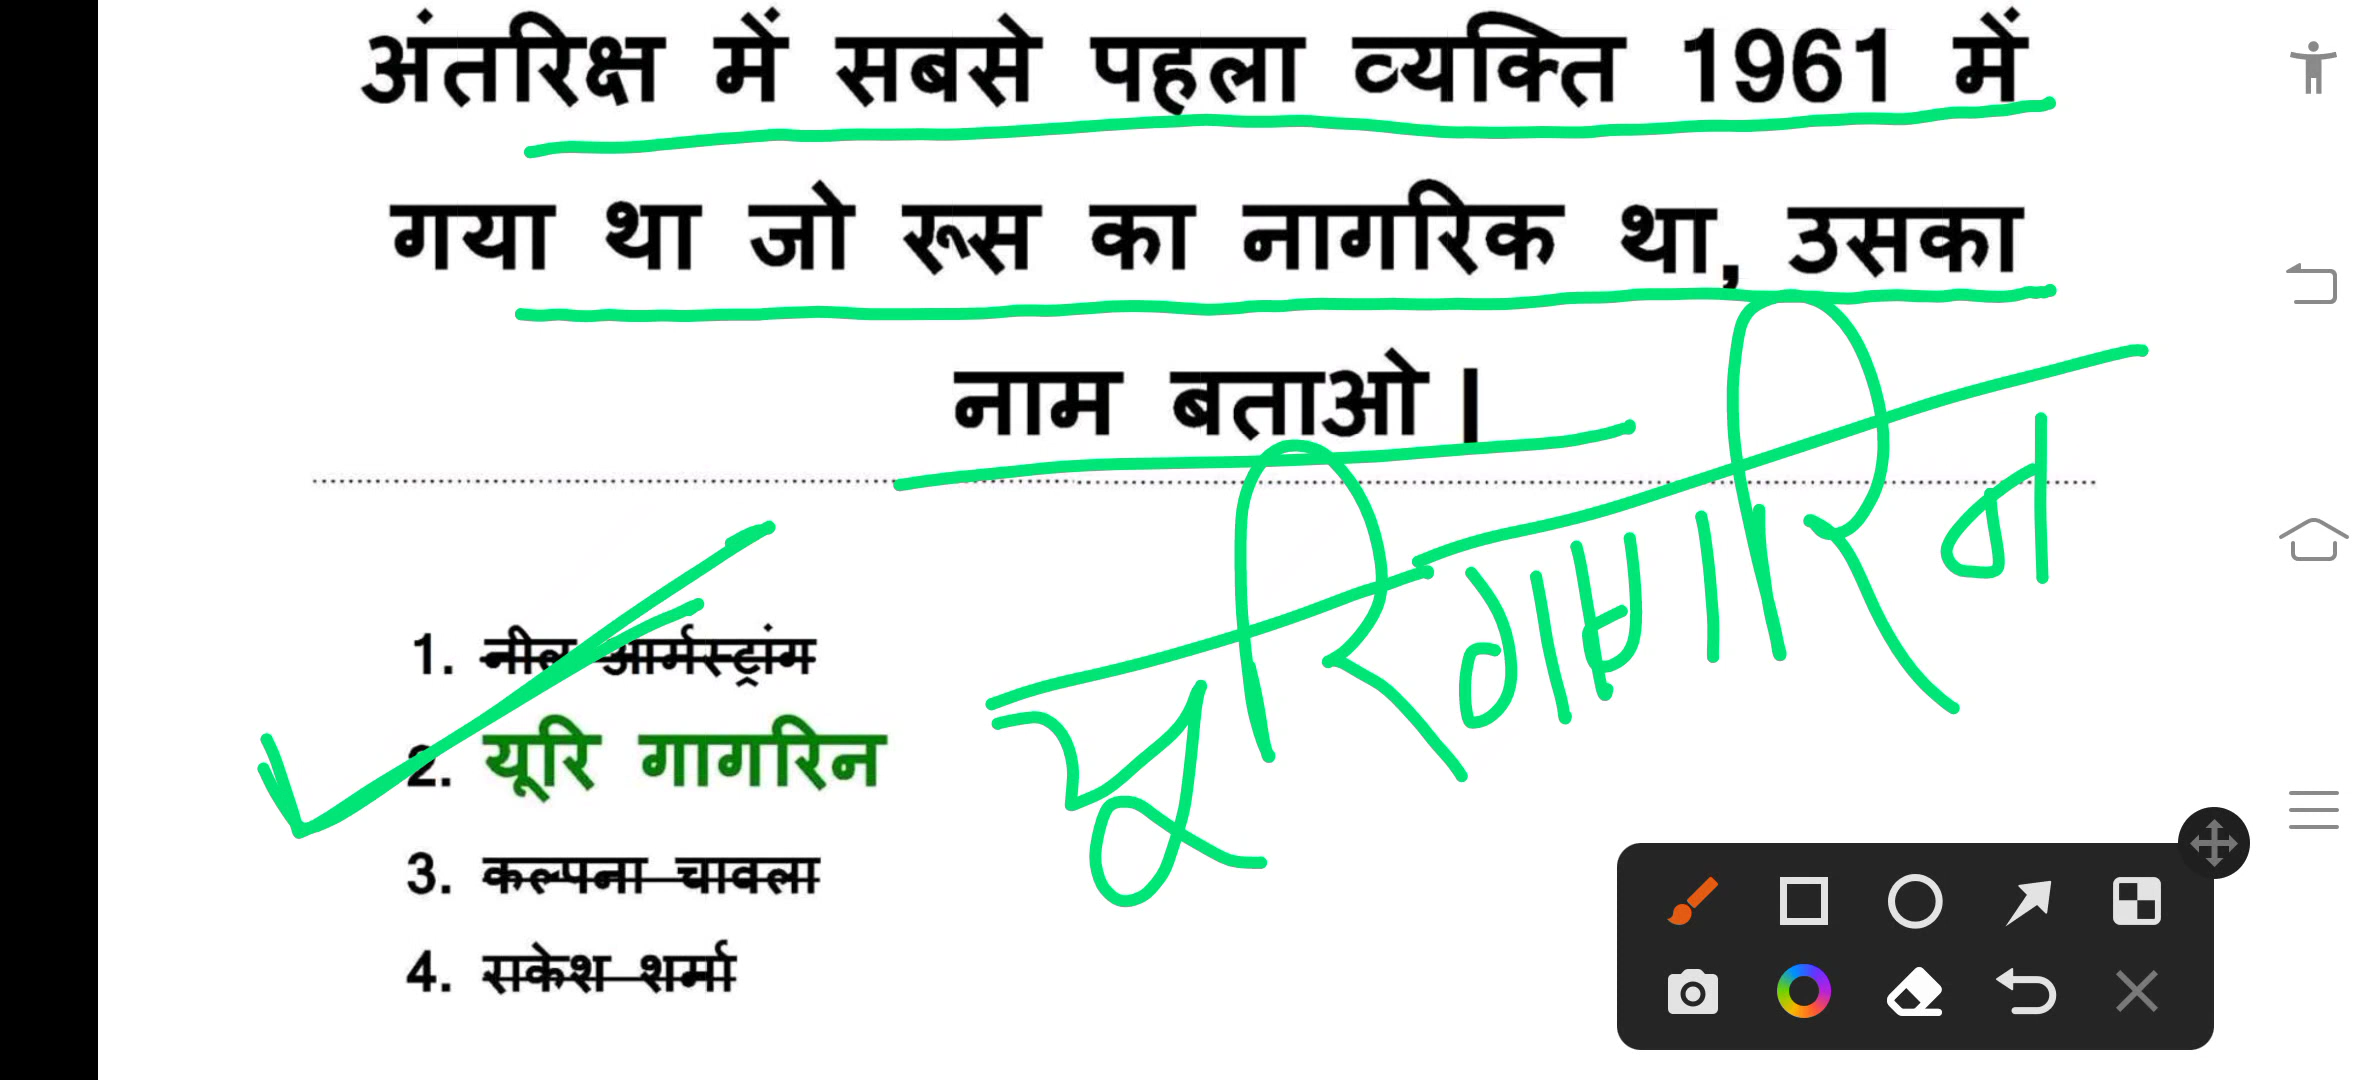 अंतरिक्ष में सबसे पहला व्यक्ति 1961 में
गया था जो रूस का नागरिक था, उसका
नाम बताओ |
1. नील आर्मस्ट्रांग
2. यूरि गागरिन
3. कल्पना चावला
4. राकेश शर्मा
यूरि गागारिन